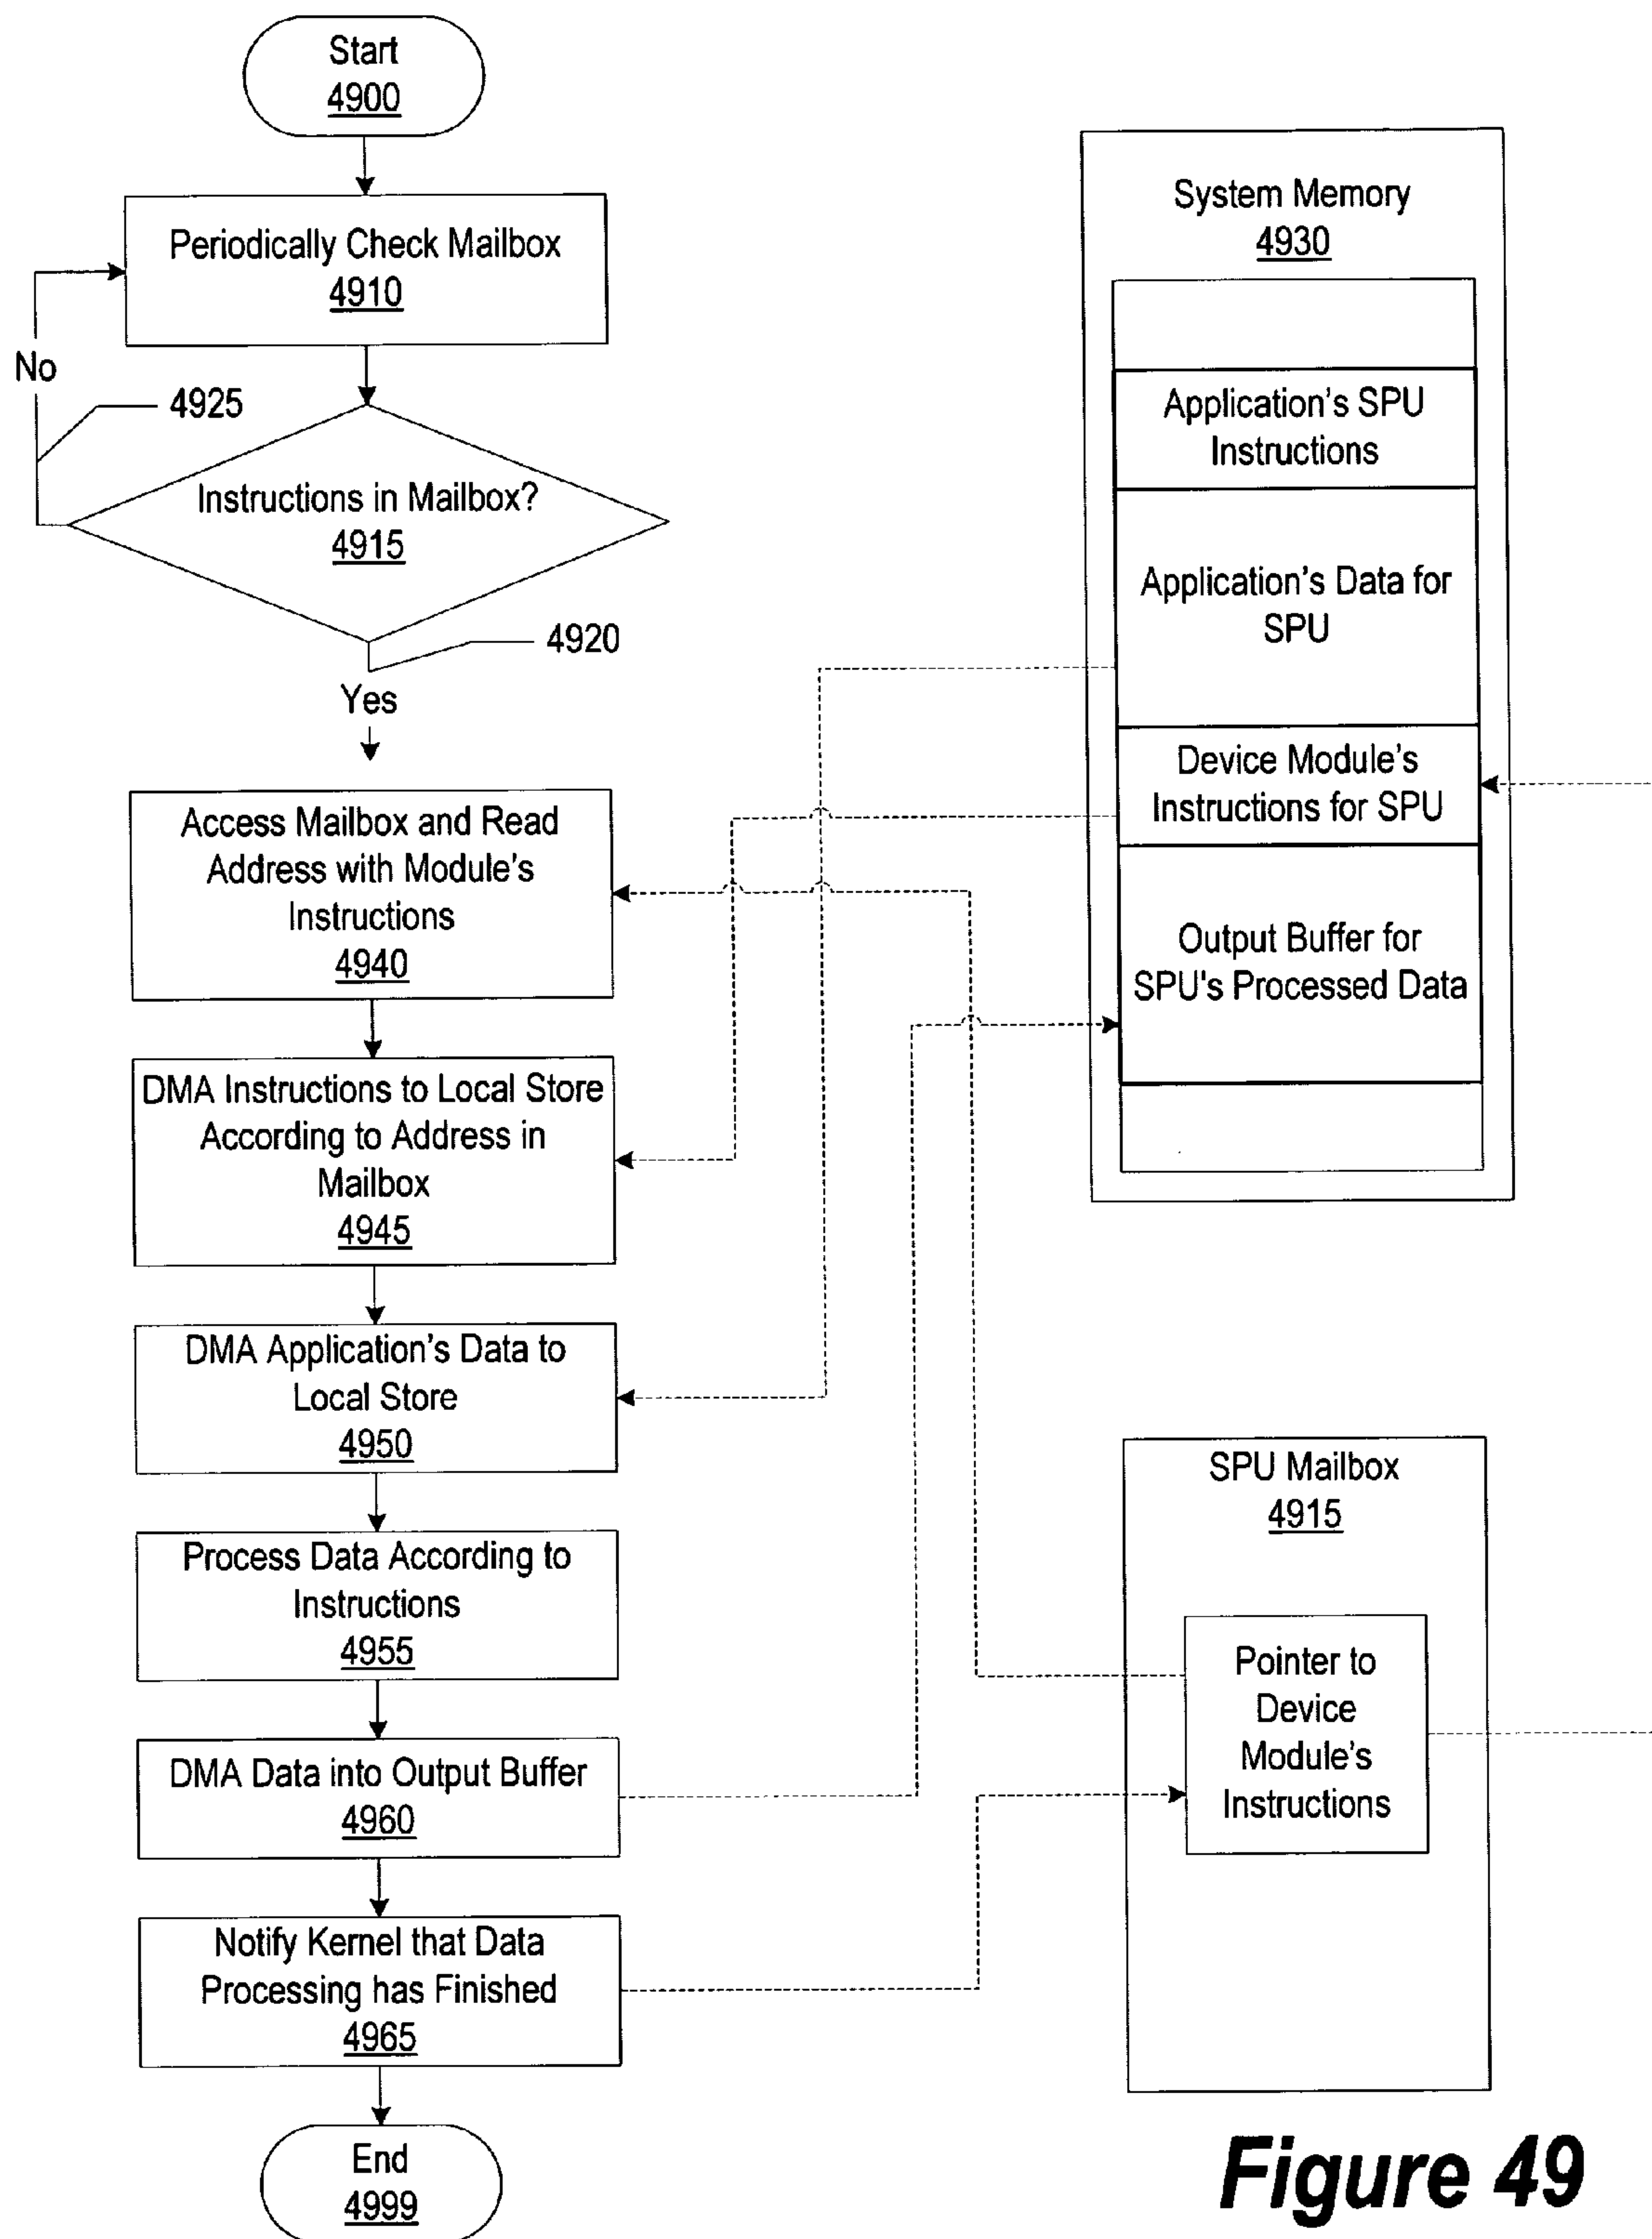 Start
4900
Periodically Check Mailbox
4910
No
4925
Instructions in Mailbox?
4915
4920
Yes
Access Mailbox and Read
Address with Module's
Instructions
4940
DMA Instructions to Local Store
According to Address in
Mailbox
4945
DMA Application's Data to
Local Store
4950
Process Data According to
Instructions
4955
DMA Data into Output Buffer
4960
Notify Kernel that Data
Processing has Finished
4965
End
4999
System Memory
4930
Application's SPU
Instructions
Application's Data for
SPU
Device Module's
Instructions for SPU
Output Buffer for
SPU's Processed Data
SPU Mailbox
4915
Pointer to
Device
Module's
Instructions
Figure 49